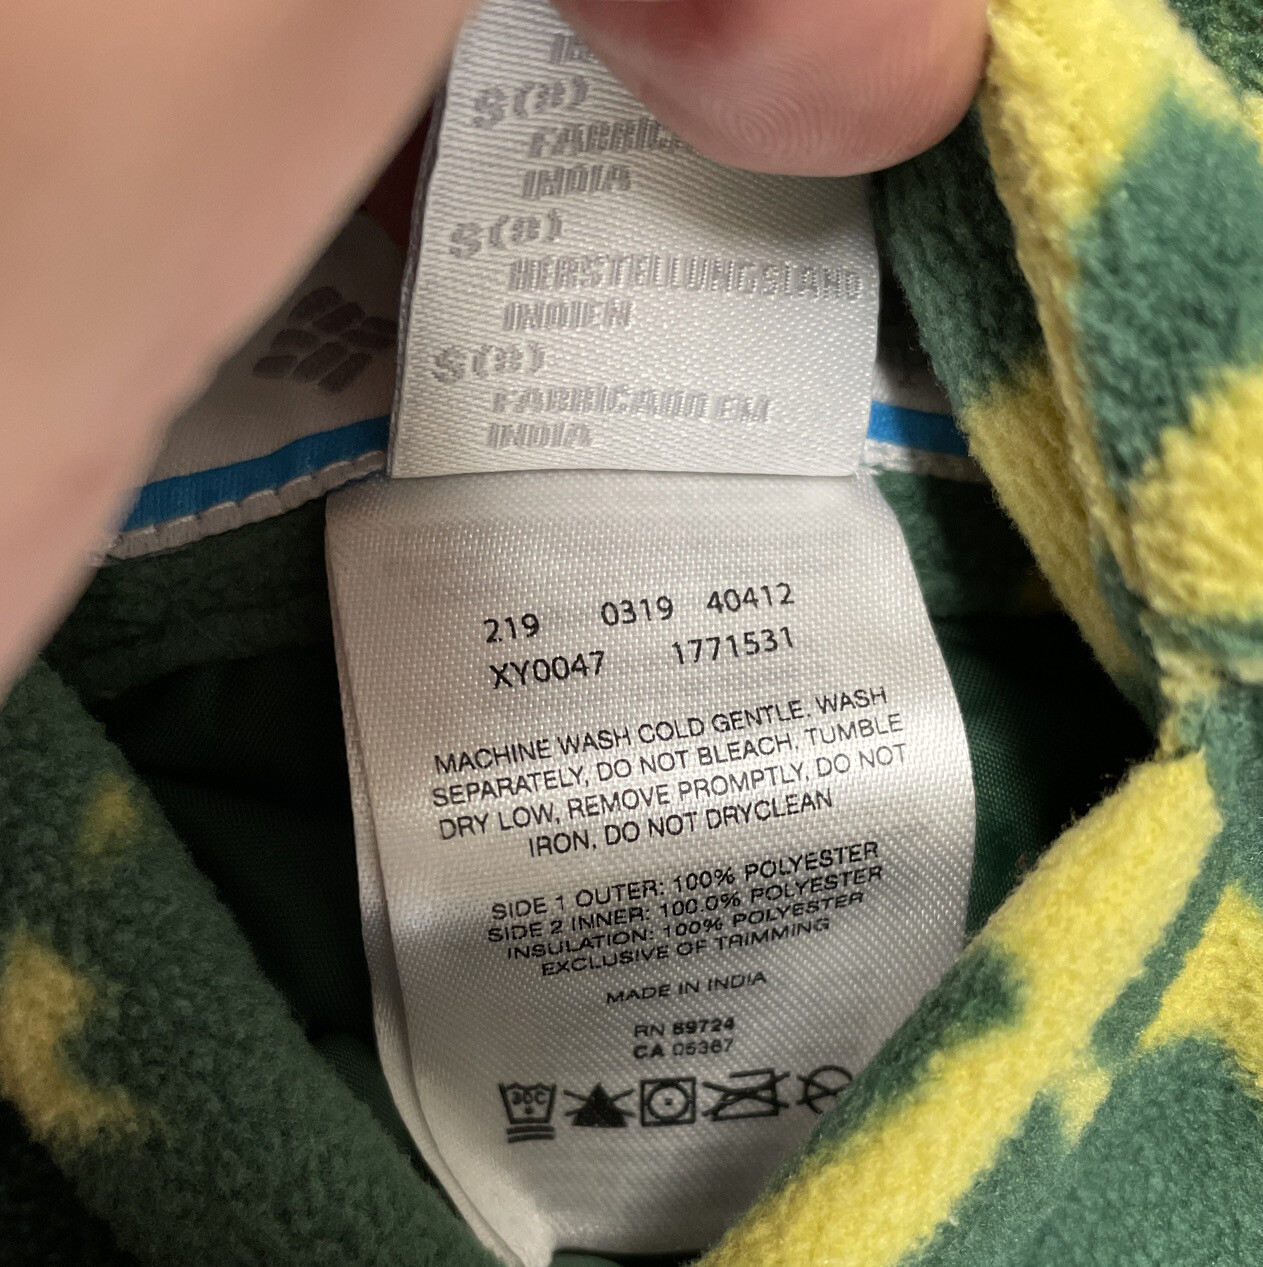 S(8)
FABRIC
INDIA
S(8)
HERSTELLUNGSLAND
INDIEN
S(8)
FABRICADO EM
INDIA
219 0319 40412
XY0047 1771531
MACHINE WASH COLD GENTLE, WASH
SEPARATELY, DO NOT BLEACH, TUMBLE
DRY LOW, REMOVE PROMPTLY, DO NOT
IRON, DO NOT DRYCLEAN
SIDE 1 OUTER: 100% POLYESTER
SIDE 2 INNER: 100.0% POLYESTER
INSULATION: 100% POLYESTER
EXCLUSIVE OF TRIMMING
MADE IN INDIA
RN 69724
CA 05367
30C